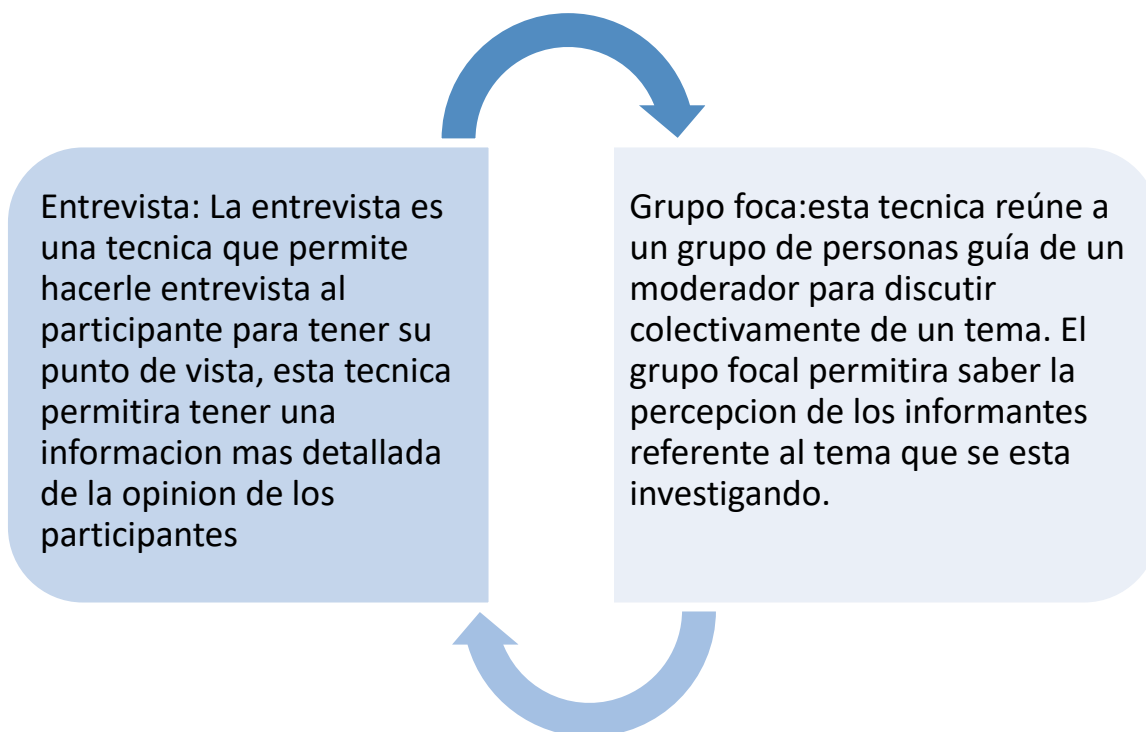 Entrevista: La entrevista es
una tecnica que permite
hacerle entrevista al
participante para tener su
punto de vista, esta tecnica
permitira tener una
informacion mas detallada
de la opinion de los
participantes
Grupo foca:esta tecnica reúne a
un grupo de personas guía de un
moderador para discutir
colectivamente de un tema. El
grupo focal permitira saber la
percepcion de los informantes
referente al tema que se esta
investigando.